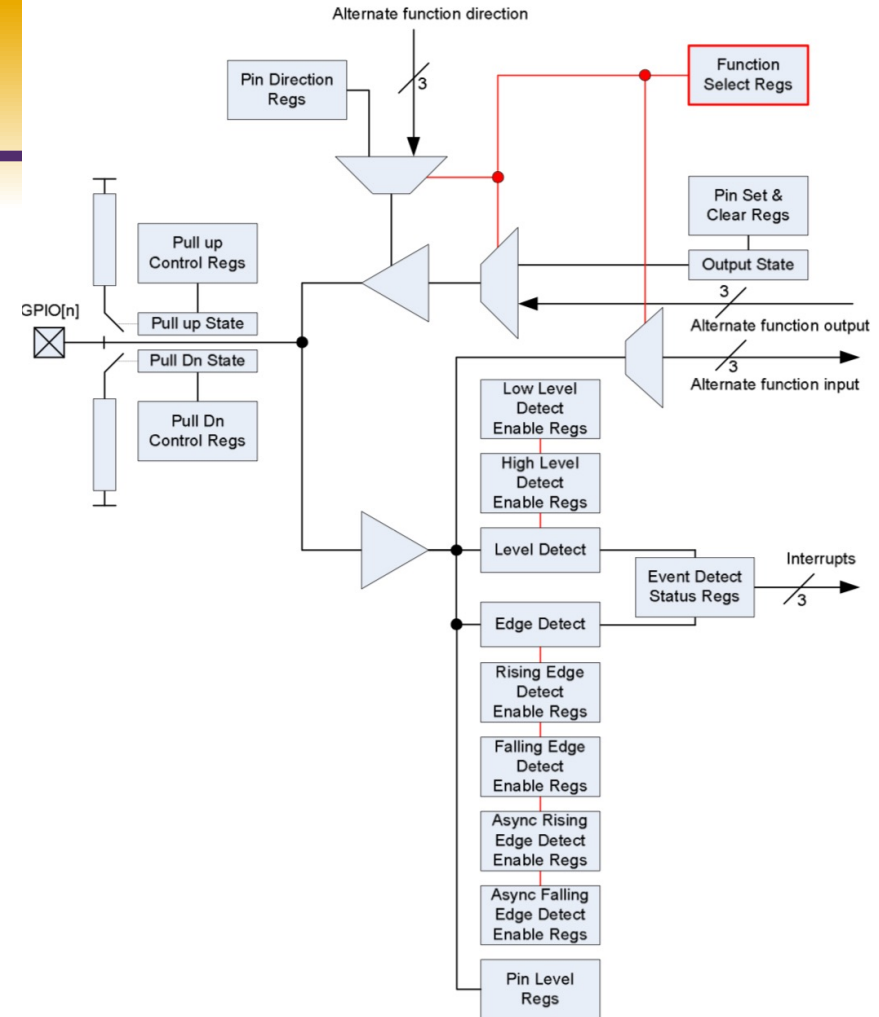 Alternate function direction
3
Pin Direction
Regs
Function
Select Regs
Pin Set &
Clear Regs
Output State
3
Alternate function output
3
Alternate function input
Pull up
Control Regs
Pull up State
GPIO[n]
Pull Dn State
Pull Dn
Control Regs
Low Level
Detect
Enable Regs
High Level
Detect
Enable Regs
Level Detect
Event Detect
Status Regs
Interrupts
3
Edge Detect
Rising Edge
Detect
Enable Regs
Falling Edge
Detect
Enable Regs
Async Rising
Edge Detect
Enable Regs
Async Falling
Edge Detect
Enable Regs
Pin Level
Regs